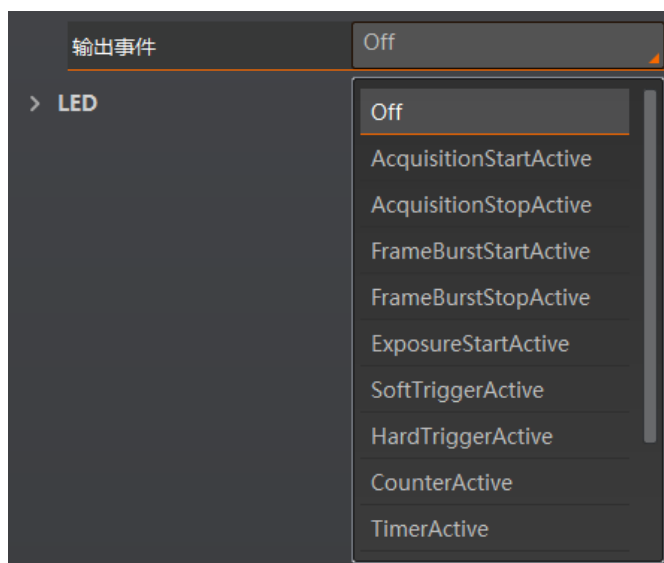 输出事件
Off
LED
Off
AcquisitionStartActive
AcquisitionStopActive
FrameBurstStartActive
FrameBurstStopActive
ExposureStartActive
SoftTriggerActive
HardTriggerActive
CounterActive
TimerActive